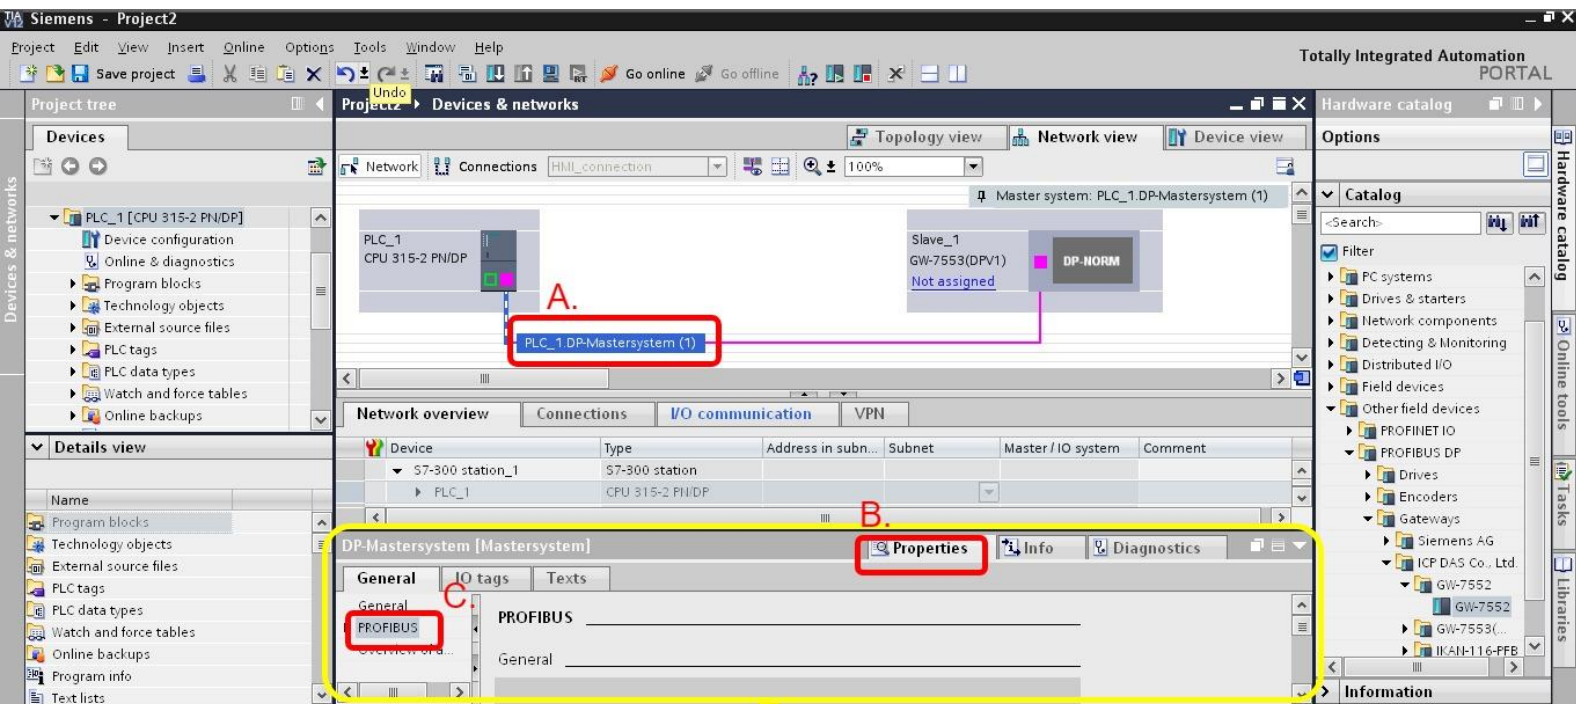 Siemens - Project2
Project Edit View Insert Online Options Tools Window Help
Totally Integrated Automation
PORTAL
Save project Go online Go offline
Undo
Project tree
Devices
PLC_1 [CPU 315-2 PN/DP]
Device configuration
Online & diagnostics
Program blocks
Technology objects
External source files
PLC tags
PLC data types
Watch and force tables
Online backups
Details view
Name
Program blocks
Technology objects
External source files
PLC tags
PLC data types
Watch and force tables
Online backups
Program info
Text lists
Devices & networks
Project2 Devices & networks
Topology view Network view Device view
Network Connections HMI_connection 100%
Master system: PLC_1.DP-Mastersystem (1)
PLC_1
CPU 315-2 PN/DP
Slave_1
GW-7553(DPV1)
Not assigned
DP-NORM
A.
PLC_1.DP-Mastersystem (1)
Network overview Connections I/O communication VPN
Device Type Address in subn... Subnet Master / IO system Comment
S7-300 station_1 S7-300 station
PLC_1 CPU 315-2 PN/DP
B.
DP-Mastersystem [Mastersystem]
Properties Info Diagnostics
General IO tags Texts
C.
General
PROFIBUS
Overview of a...
PROFIBUS
General
Hardware catalog
Options
Catalog
<Search>
Filter
PC systems
Drives & starters
Network components
Detecting & Monitoring
Distributed I/O
Field devices
Other field devices
PROFINET IO
PROFIBUS DP
Drives
Encoders
Gateways
Siemens AG
ICP DAS Co., Ltd.
GW-7552
GW-7552
GW-7553(...
IKAN-116-PFB
Information
Hardware catalog
Online tools
Tasks
Libraries